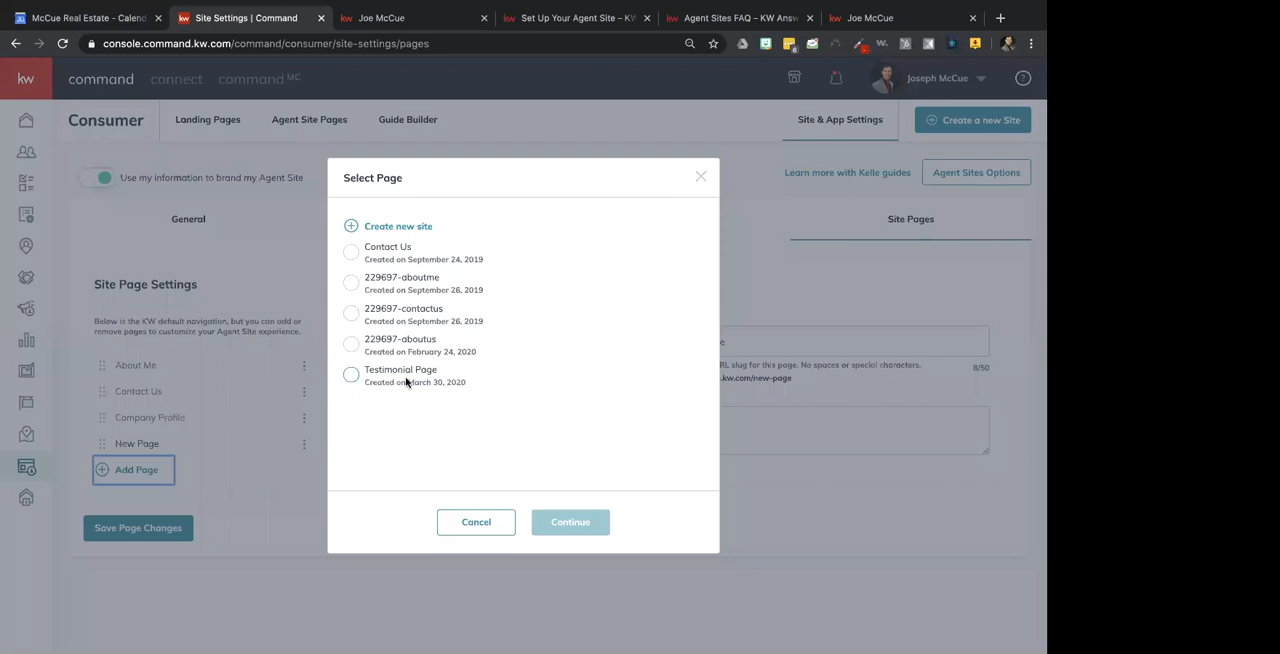 McCue Real Estate - Calend
Site Settings | Command
Joe McCue
Set Up Your Agent Site – KW
Agent Sites FAQ – KW Answ
Joe McCue
console.command.kw.com/command/consumer/site-settings/pages
kw
command
connect
command MC
Joseph McCue
Consumer
Landing Pages
Agent Site Pages
Guide Builder
Site & App Settings
Create a new Site
Use my information to brand my Agent Site
Learn more with Kelle guides
Agent Sites Options
General
Site Pages
Select Page
Create new site
Contact Us
Created on September 24, 2019
229697-aboutme
Created on September 26, 2019
229697-contactus
Created on September 26, 2019
229697-aboutus
Created on February 24, 2020
Testimonial Page
Created on March 30, 2020
Cancel
Continue
Site Page Settings
Below is the KW default navigation, but you can add or
remove pages to customize your Agent Site experience.
About Me
Contact Us
Company Profile
New Page
Add Page
Save Page Changes
e
RL slug for this page. No spaces or special characters.
8/50
.kw.com/new-page